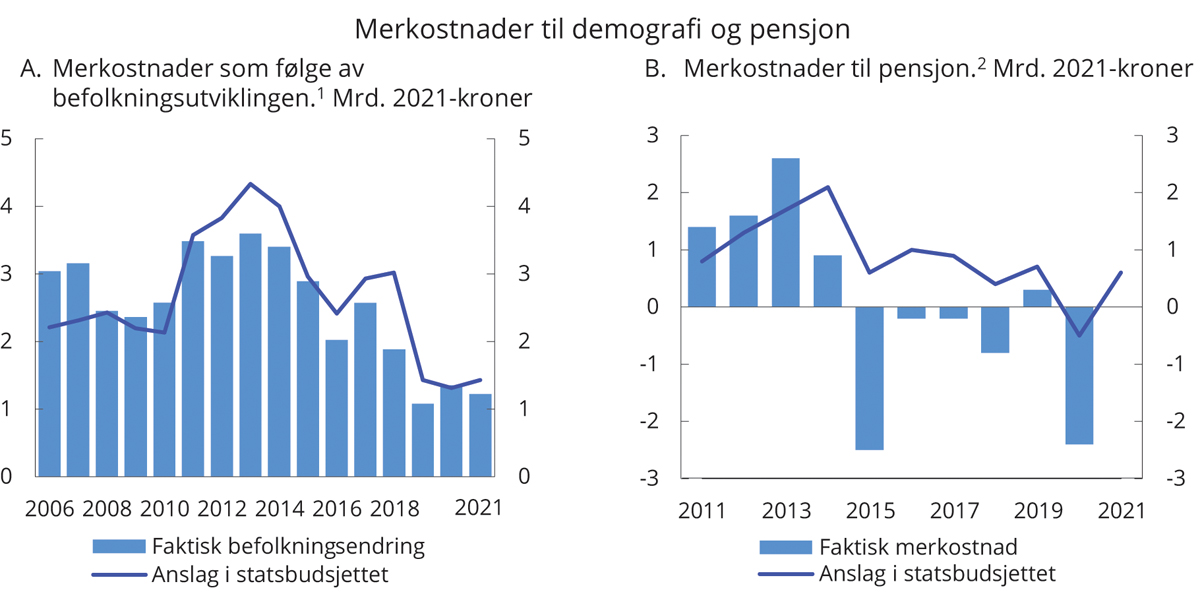 Merkostnader til demografi og pensjon
A. Merkostnader som følge av
befolkningsutviklingen.¹ Mrd. 2021-kroner
5 5
4 4
3 3
2 2
1 1
0 0
2006 2008 2010 2012 2014 2016 2018 2021
Faktisk befolkningsendring
Anslag i statsbudsjettet
B. Merkostnader til pensjon.² Mrd. 2021-kroner
3 3
2 2
1 1
0 0
-1 -1
-2 -2
-3 -3
2011 2013 2015 2017 2019 2021
Faktisk merkostnad
Anslag i statsbudsjettet